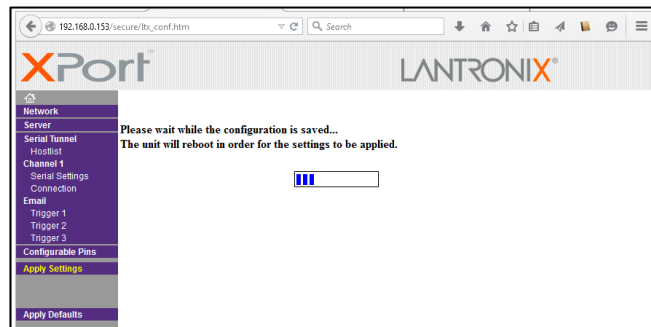 192.168.0.153/secure/ltx_conf.htm
Search
XPort
LANTRONIX®
Network
Server
Serial Tunnel
Hostlist
Channel 1
Serial Settings
Connection
Email
Trigger 1
Trigger 2
Trigger 3
Configurable Pins
Apply Settings
Apply Defaults
Please wait while the configuration is saved...
The unit will reboot in order for the settings to be applied.